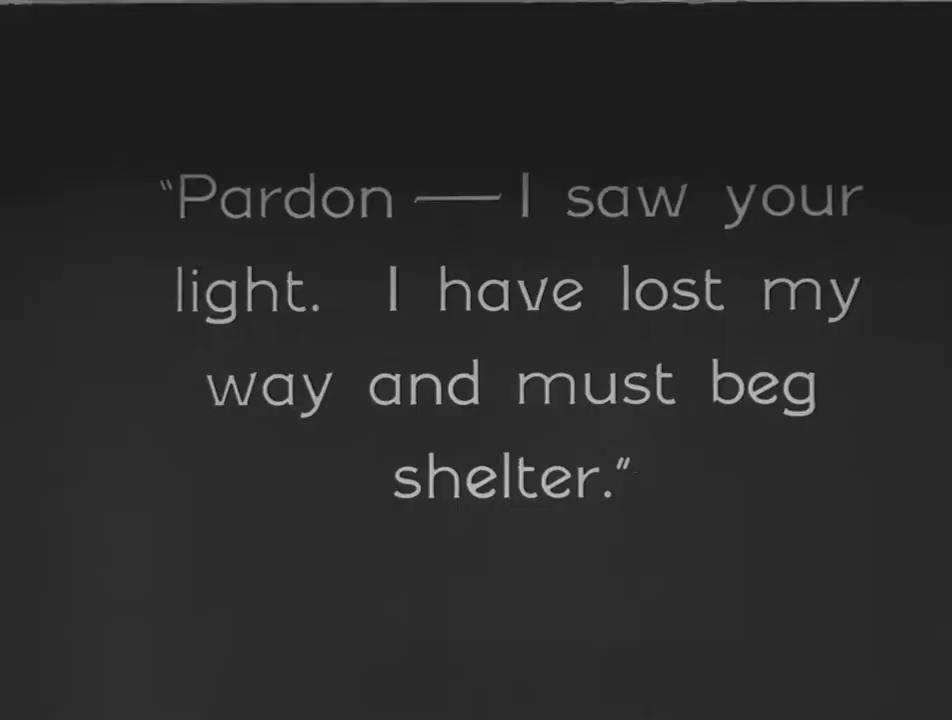 "Pardon — I saw your
light. I have lost my
way and must beg
shelter."